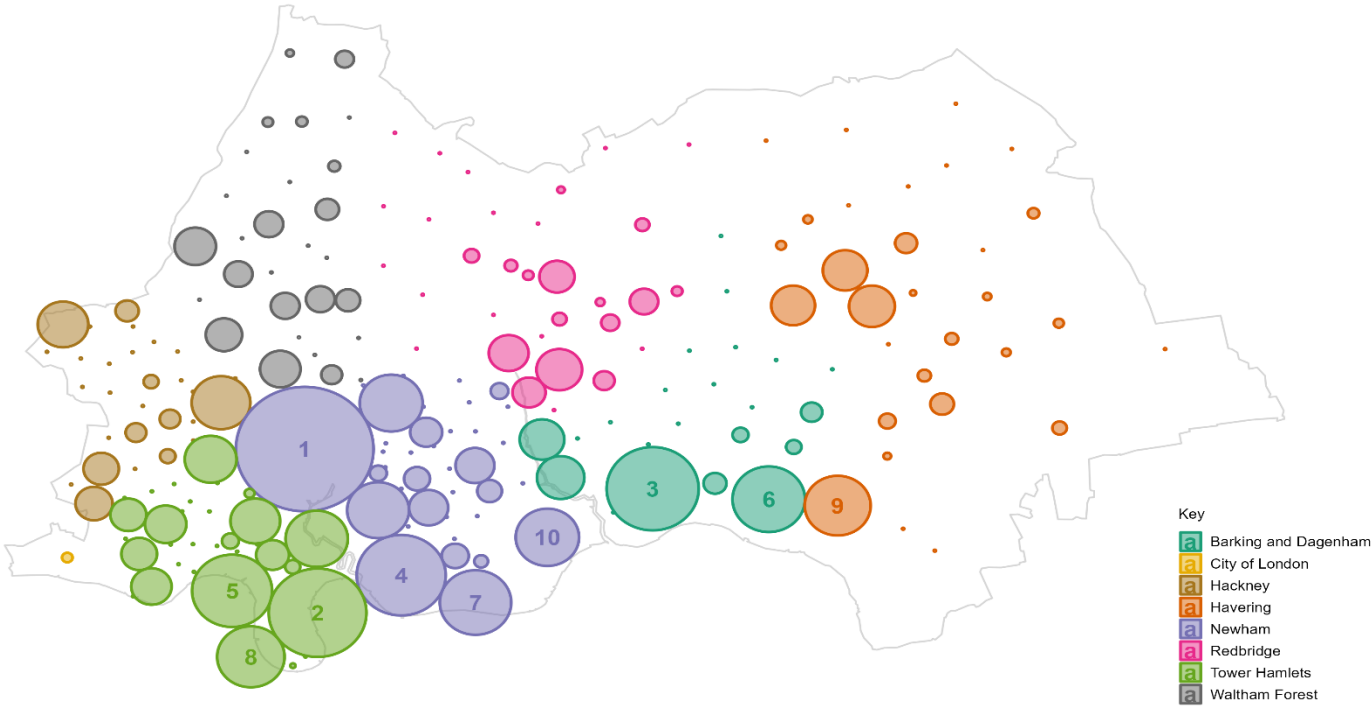 1
3
6
9
10
4
5
7
2
8
Key
a Barking and Dagenham
a City of London
a Hackney
a Havering
a Newham
a Redbridge
a Tower Hamlets
a Waltham Forest